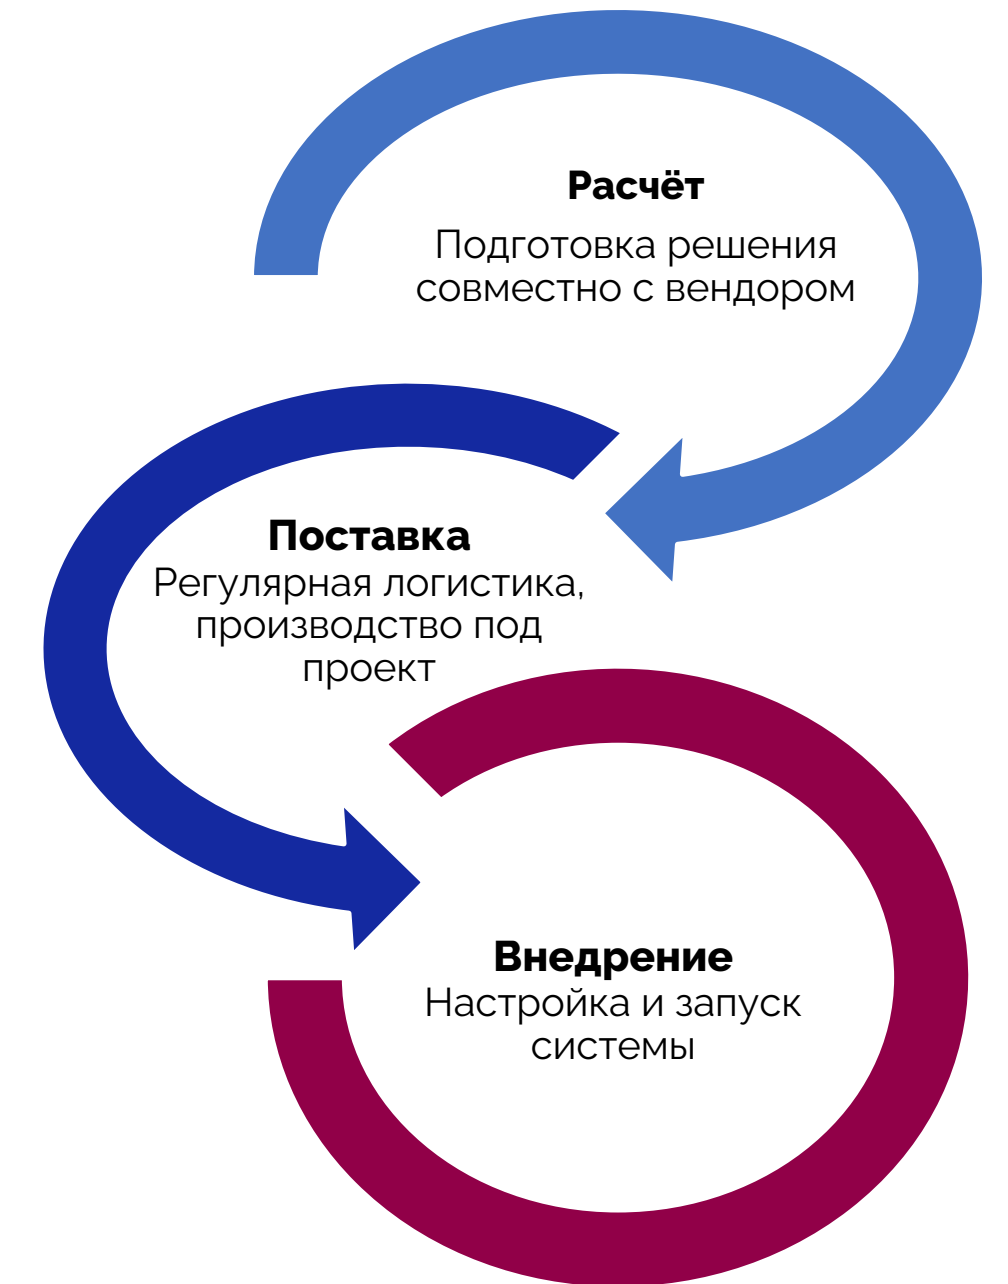 Расчёт
Подготовка решения
совместно с вендором
Поставка
Регулярная логистика,
производство под
проект
Внедрение
Настройка и запуск
системы